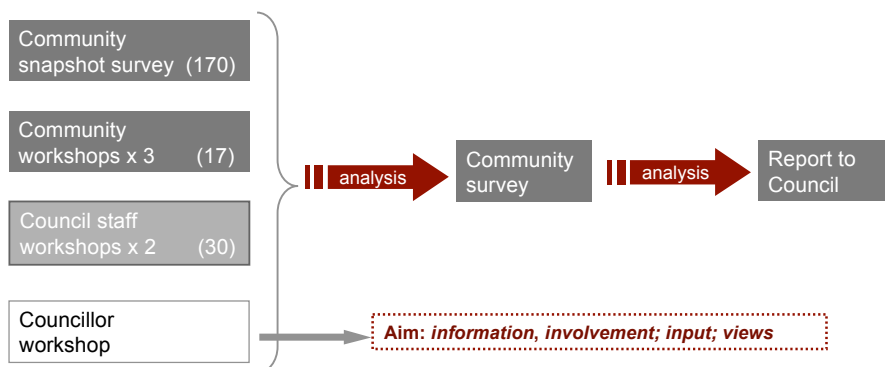 Community
snapshot survey (170)
Community
workshops x 3 (17)
Council staff
workshops x 2 (30)
Councillor
workshop
analysis
Community
survey
analysis
Report to
Council
Aim: information, involvement; input; views